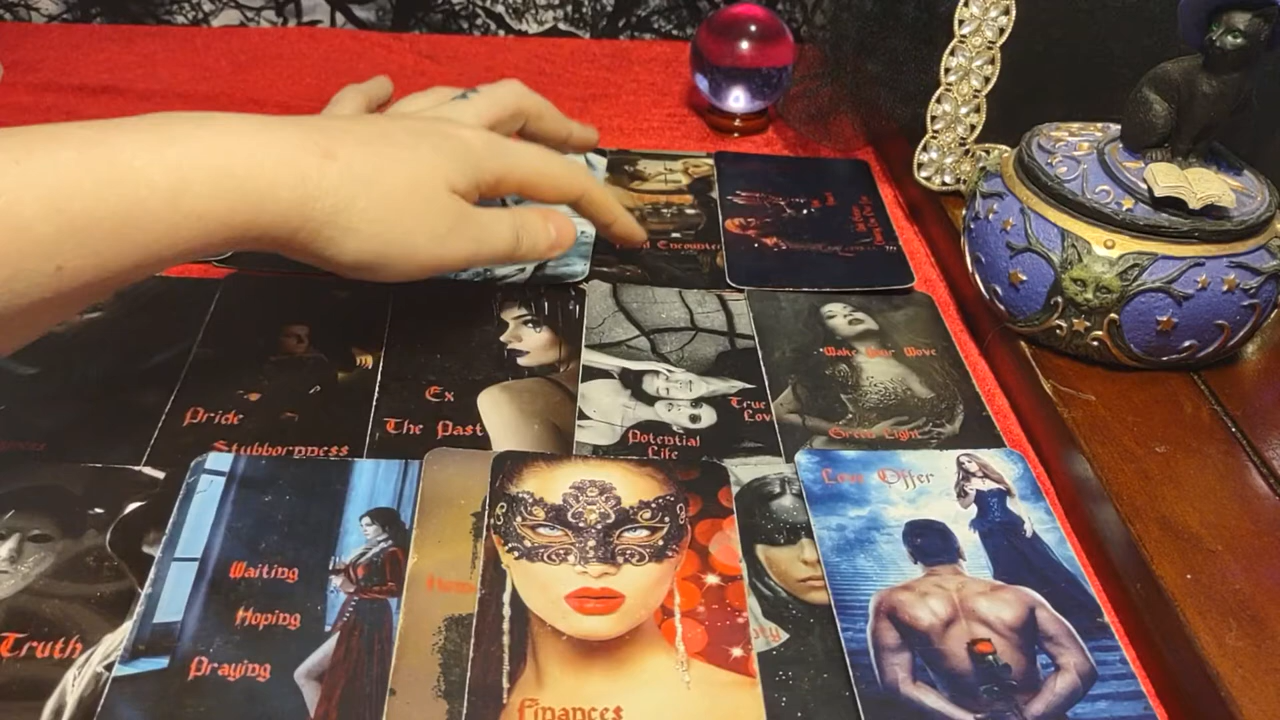 Encounter
Pride
Stubbornness
Ex
The Past
True
Love
Potential
Life
Make Your Move
Green Light
Truth
Waiting
Hoping
Praying
Finances
Love Offer